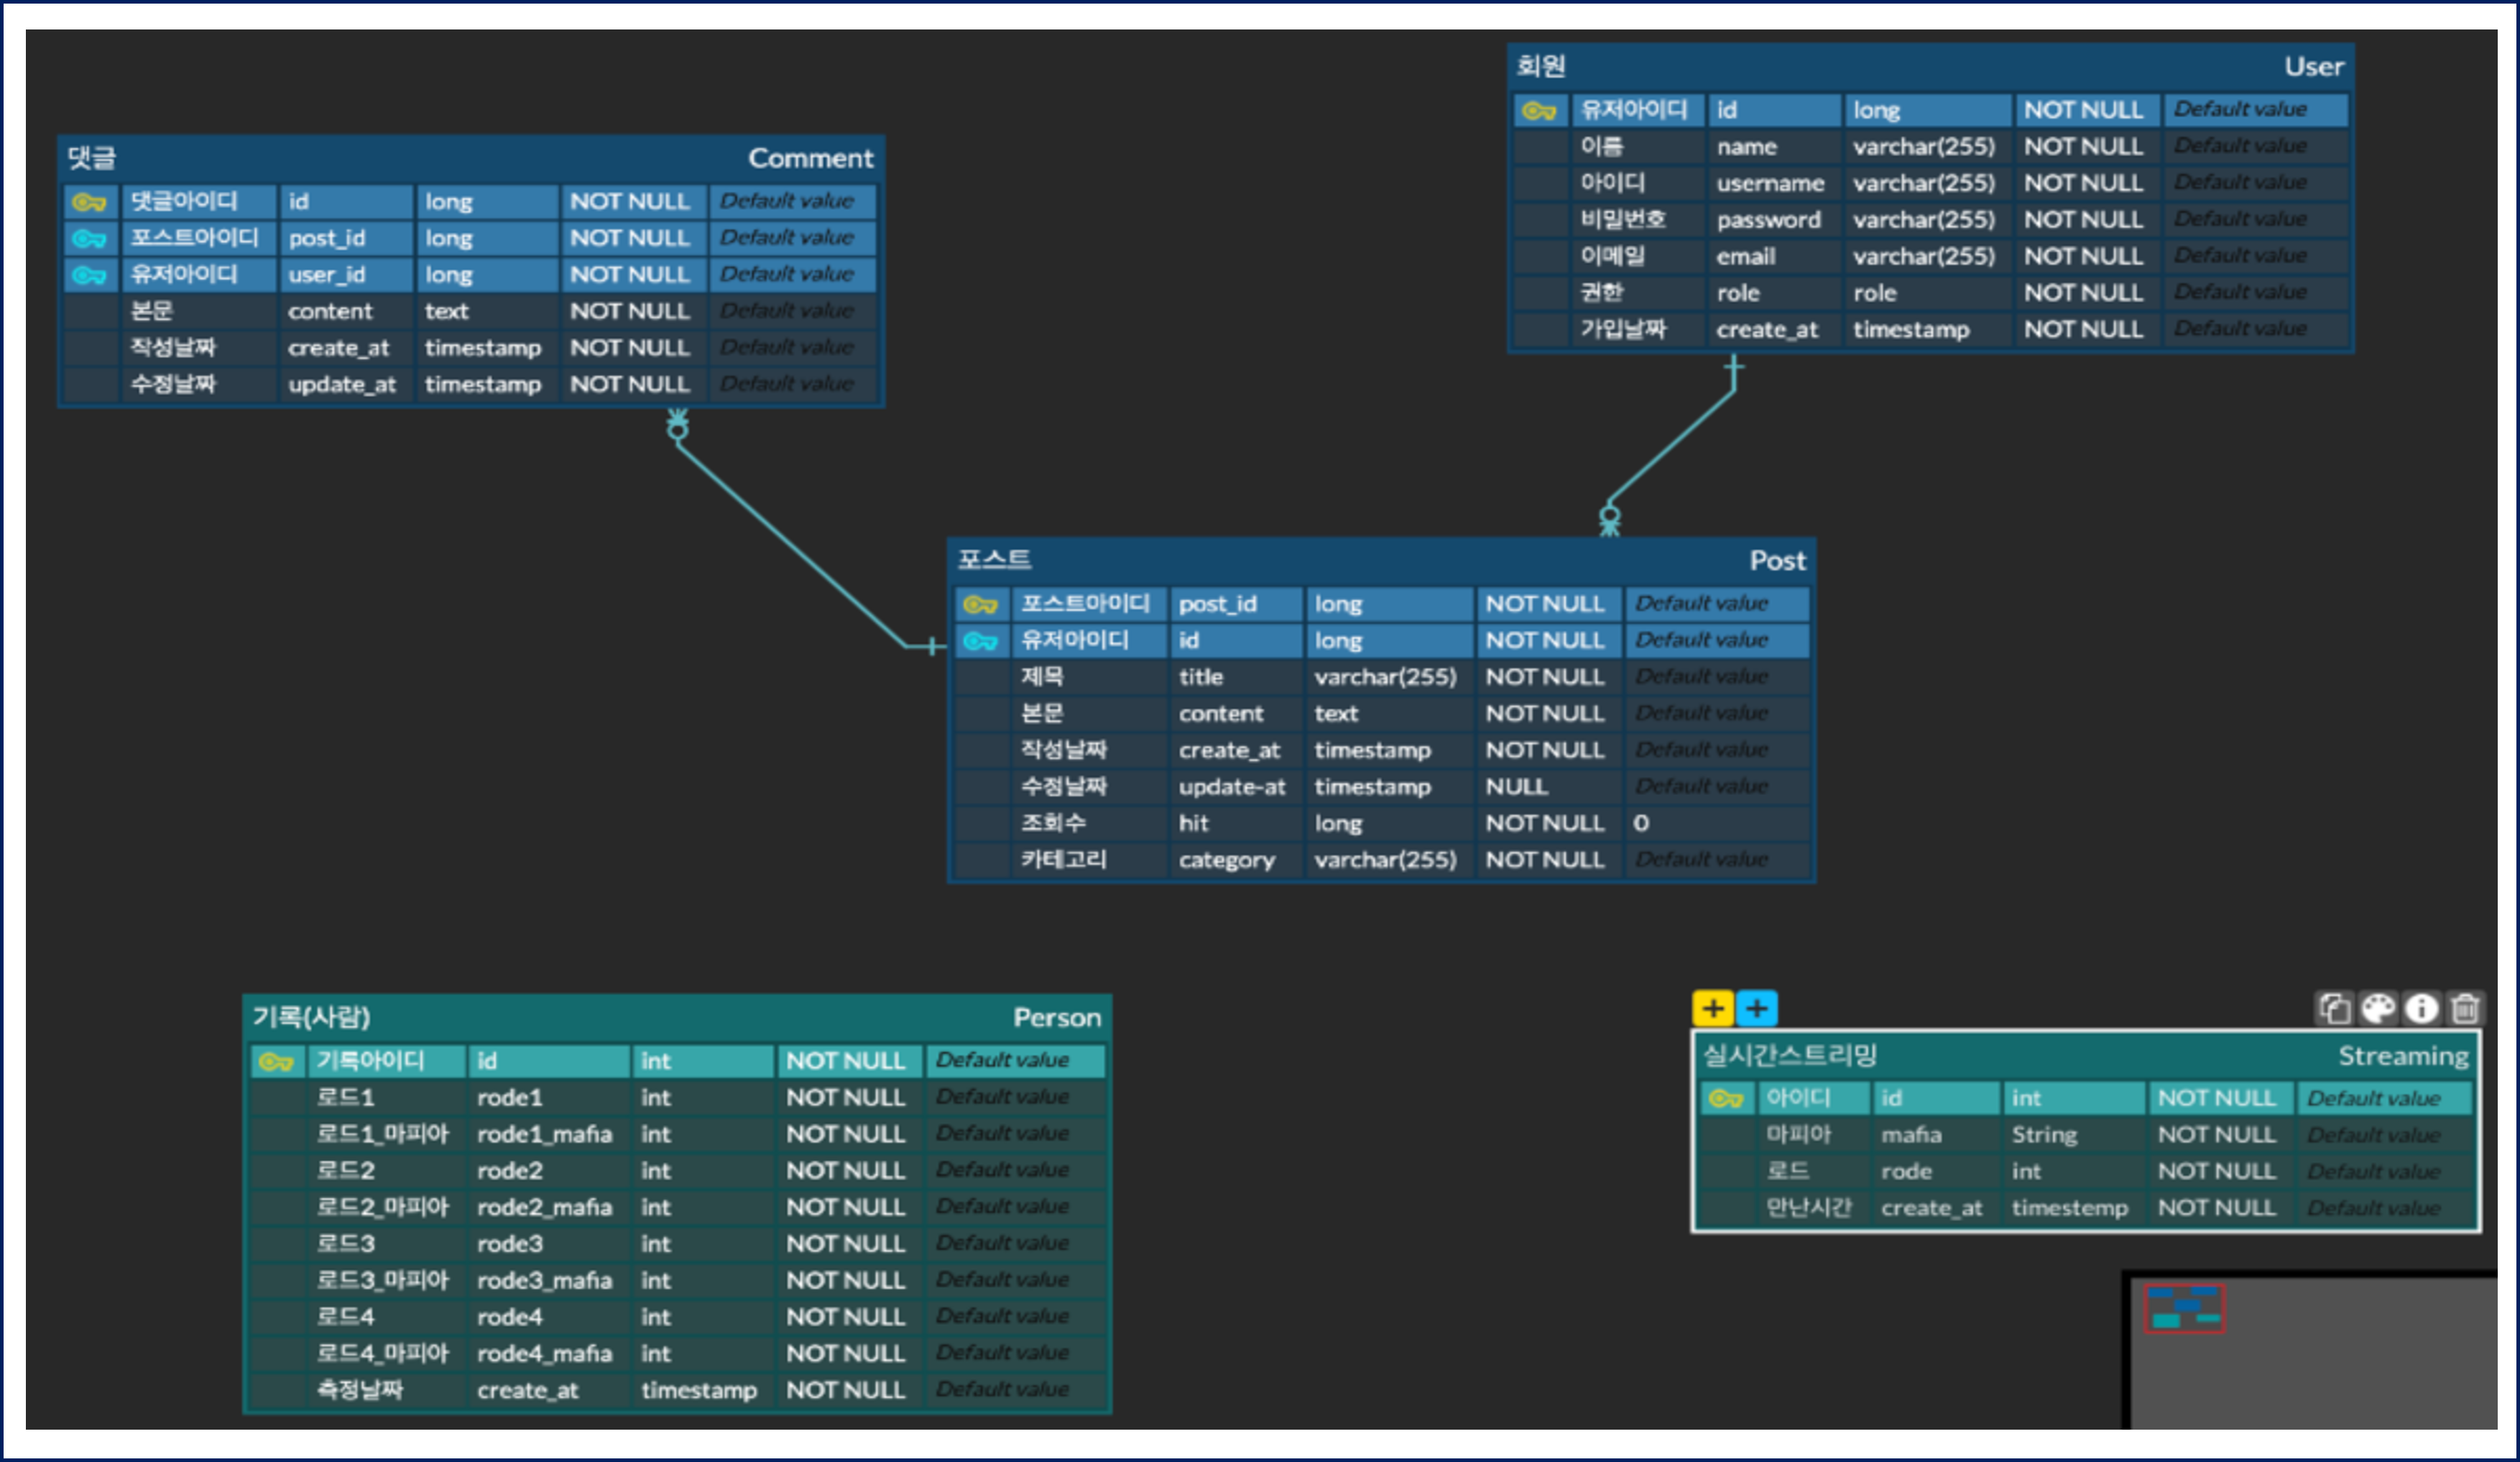 댓글 Comment
댓글아이디 id long NOT NULL Default value
포스트아이디 post_id long NOT NULL Default value
유저아이디 user_id long NOT NULL Default value
본문 content text NOT NULL Default value
작성날짜 create_at timestamp NOT NULL Default value
수정날짜 update_at timestamp NOT NULL Default value
회원 User
유저아이디 id long NOT NULL Default value
이름 name varchar(255) NOT NULL Default value
아이디 username varchar(255) NOT NULL Default value
비밀번호 password varchar(255) NOT NULL Default value
이메일 email varchar(255) NOT NULL Default value
권한 role role NOT NULL Default value
가입날짜 create_at timestamp NOT NULL Default value
포스트 Post
포스트아이디 post_id long NOT NULL Default value
유저아이디 id long NOT NULL Default value
제목 title varchar(255) NOT NULL Default value
본문 content text NOT NULL Default value
작성날짜 create_at timestamp NOT NULL Default value
수정날짜 update-at timestamp NULL Default value
조회수 hit long NOT NULL 0
카테고리 category varchar(255) NOT NULL Default value
기록(사람) Person
기록아이디 id int NOT NULL Default value
로드1 rode1 int NOT NULL Default value
로드1_마피아 rode1_mafia int NOT NULL Default value
로드2 rode2 int NOT NULL Default value
로드2_마피아 rode2_mafia int NOT NULL Default value
로드3 rode3 int NOT NULL Default value
로드3_마피아 rode3_mafia int NOT NULL Default value
로드4 rode4 int NOT NULL Default value
로드4_마피아 rode4_mafia int NOT NULL Default value
측정날짜 create_at timestamp NOT NULL Default value
실시간스트리밍 Streaming
아이디 id int NOT NULL Default value
마피아 mafia String NOT NULL Default value
로드 rode int NOT NULL Default value
만난시간 create_at timestemp NOT NULL Default value